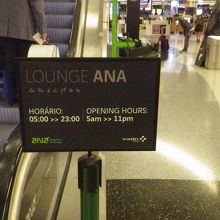 LOUNGE ANA
HORÁRIO:
05:00 >> 23:00
OPENING HOURS:
5am >> 11pm
ana
VINCI